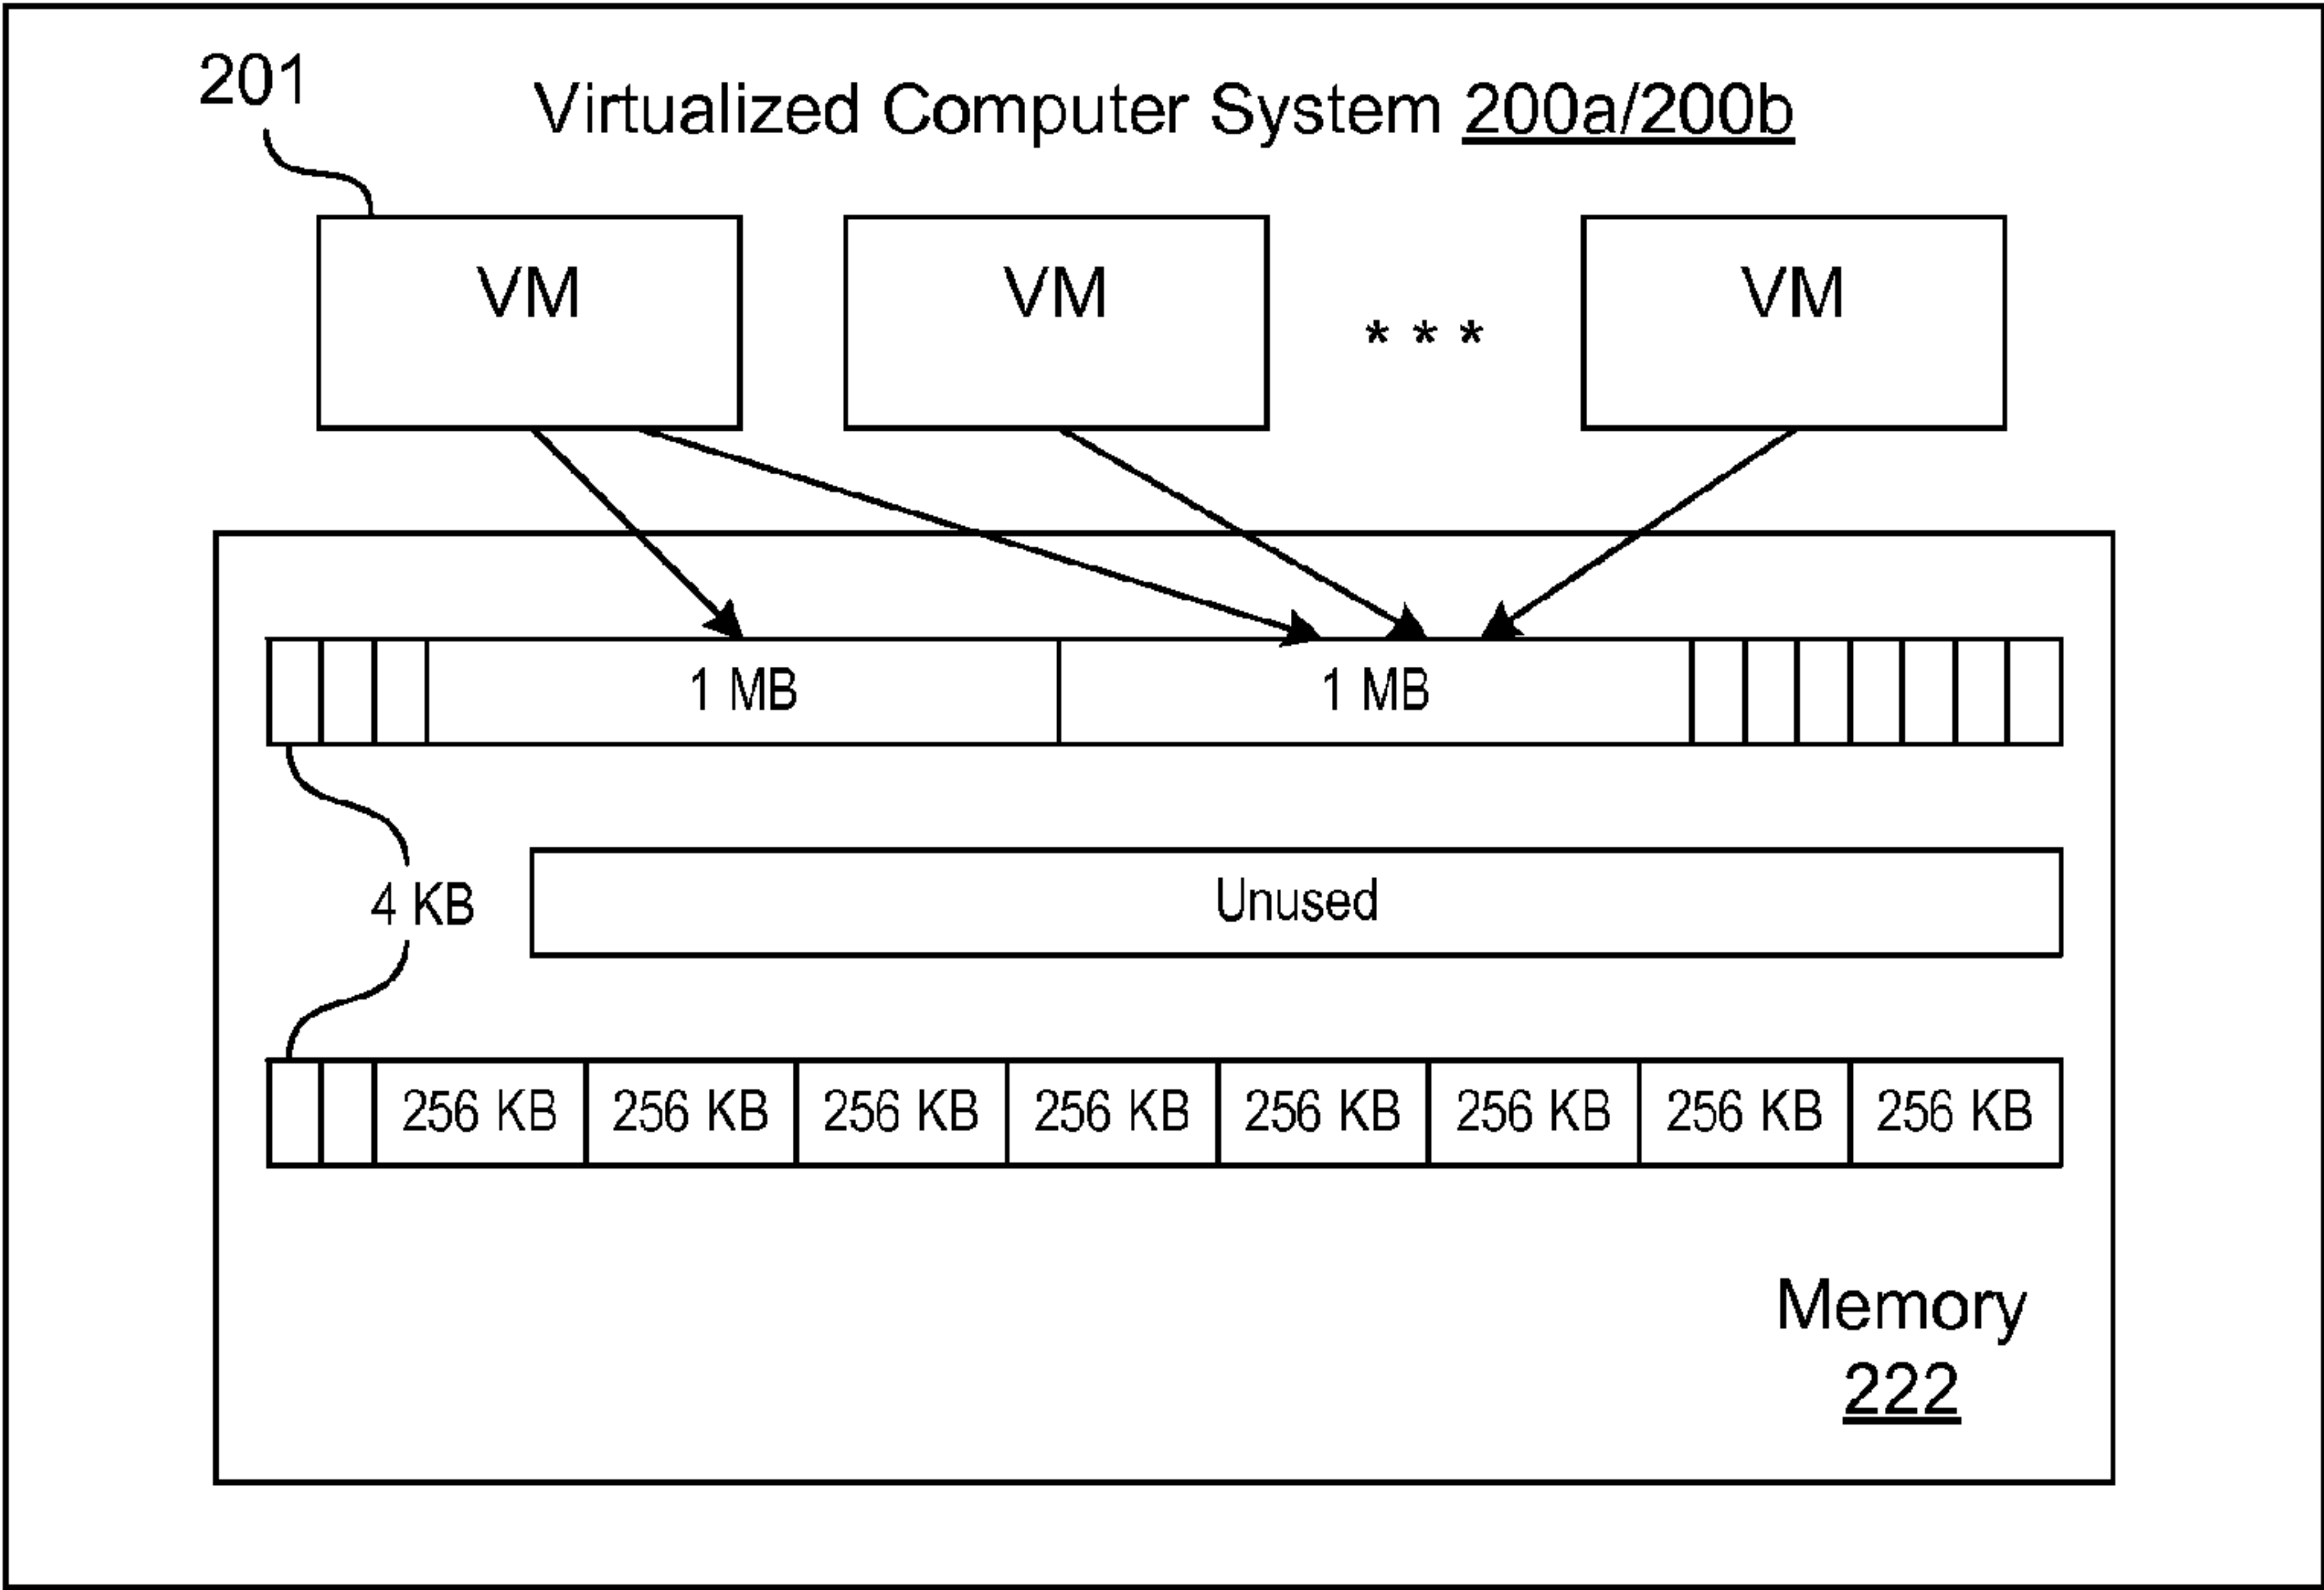 201
Virtualized Computer System 200a/200b
VM VM * * * VM
1 MB 1 MB
4 KB Unused
256 KB 256 KB 256 KB 256 KB 256 KB 256 KB 256 KB 256 KB
Memory
222